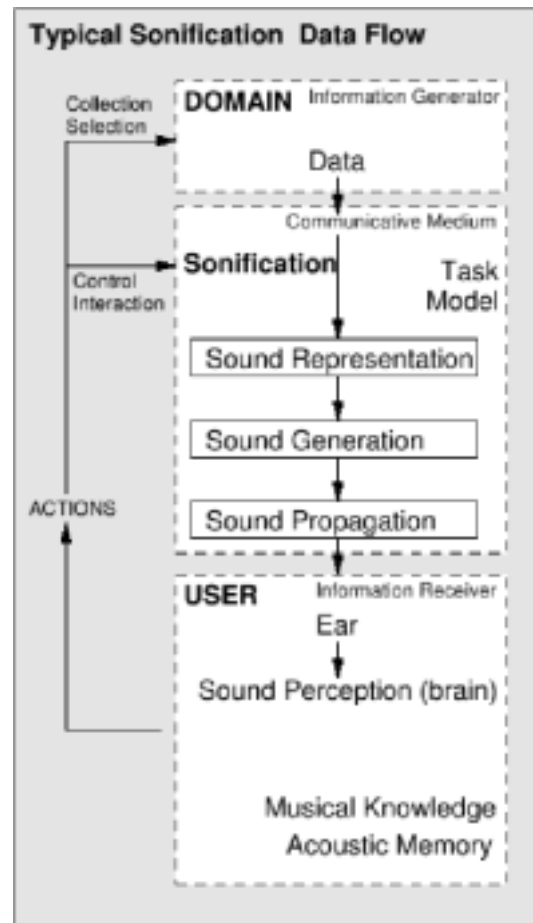 Typical Sonification Data Flow
Collection
Selection
DOMAIN Information Generator
Data
Communicative Medium
Control
Interaction
Sonification
Task
Model
Sound Representation
Sound Generation
Sound Propagation
ACTIONS
USER Information Receiver
Ear
Sound Perception (brain)
Musical Knowledge
Acoustic Memory